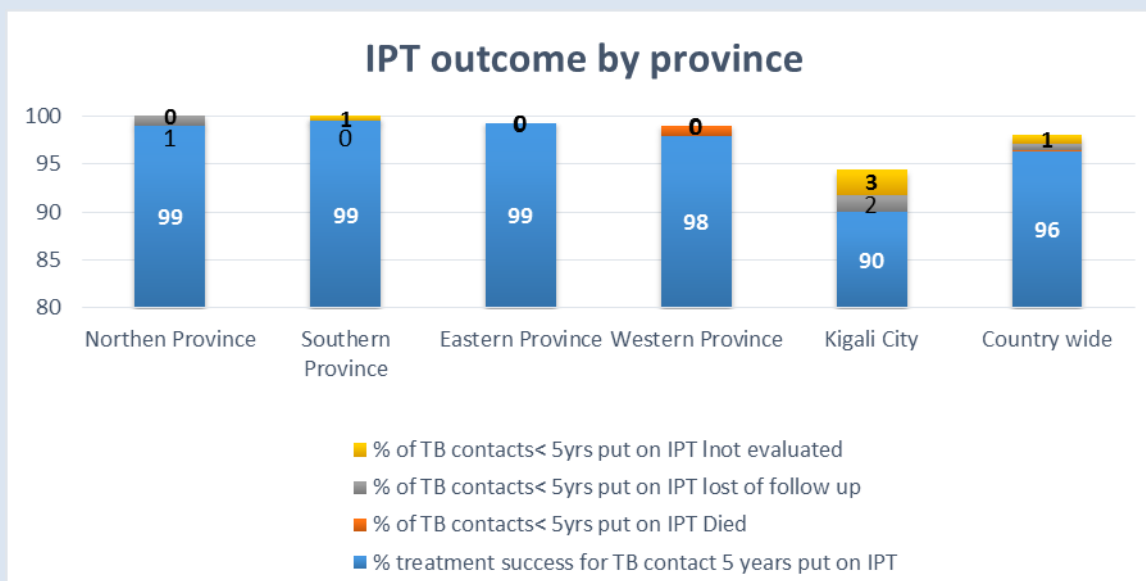 IPT outcome by province
100
95
90
85
80
0
1
99
1
0
99
0
99
0
98
3
2
90
1
96
Northen Province
Southern
Province
Eastern Province
Western Province
Kigali City
Country wide
% of TB contacts< 5yrs put on IPT lnot evaluated
% of TB contacts< 5yrs put on IPT lost of follow up
% of TB contacts< 5yrs put on IPT Died
% treatment success for TB contact 5 years put on IPT